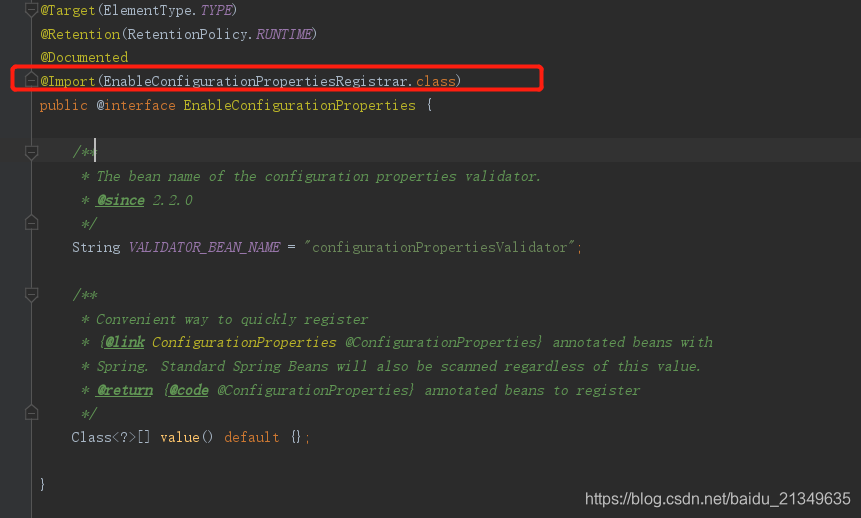 @Target(ElementType.TYPE)
@Retention(RetentionPolicy.RUNTIME)
@Documented
@Import(EnableConfigurationPropertiesRegistrar.class)
public @interface EnableConfigurationProperties {
/**
* The bean name of the configuration properties validator.
* @since 2.2.0
*/
String VALIDATOR_BEAN_NAME = "configurationPropertiesValidator";
/**
* Convenient way to quickly register
* {@link ConfigurationProperties @ConfigurationProperties} annotated beans with
* Spring. Standard Spring Beans will also be scanned regardless of this value.
* @return {@code @ConfigurationProperties} annotated beans to register
*/
Class<?>[] value() default {};
}
https://blog.csdn.net/baidu_21349635